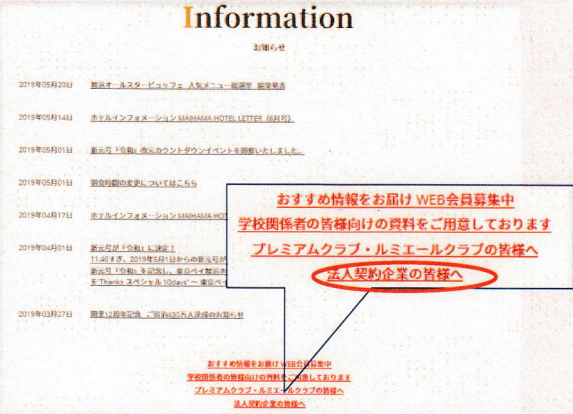 Information
お知らせ
2019年05月20日 舞浜オールスタービュッフェ 人気メニュー総選挙 結果発表
2019年05月14日 ホテルインフォメーション MAIHAMA HOTEL LETTER（6月号）
2019年05月01日 新元号『令和』改元カウントダウンイベントを開催いたしました。
2019年05月01日 朝食時間の変更についてはこちら
2019年04月17日 ホテルインフォメーション MAIHAMA HOT
2019年04月01日 新元号が『令和』に決定！
11:40すぎ、2019年5月1日からの新元号が
新元号『令和』を記念し、東京ベイ舞浜ホ
を"Thanks スペシャル 10days"～ 東京ベイ
2019年03月27日 開業12周年記念 ご宿泊430万人達成のお知らせ
おすすめ情報をお届け WEB会員募集中
学校関係者の皆様向けの資料をご用意しております
プレミアムクラブ・ルミエールクラブの皆様へ
法人契約企業の皆様へ
おすすめ情報をお届け WEB会員募集中
学校関係者の皆様向けの資料をご用意しております
プレミアムクラブ・ルミエールクラブの皆様へ
法人契約企業の皆様へ